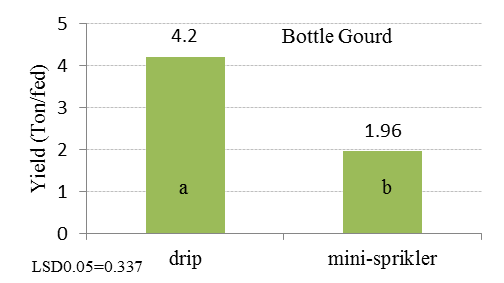 Bottle Gourd
Yield (Ton/fed)
5
4
3
2
1
0
4.2
1.96
a
b
drip
mini-sprikler
LSD0.05=0.337